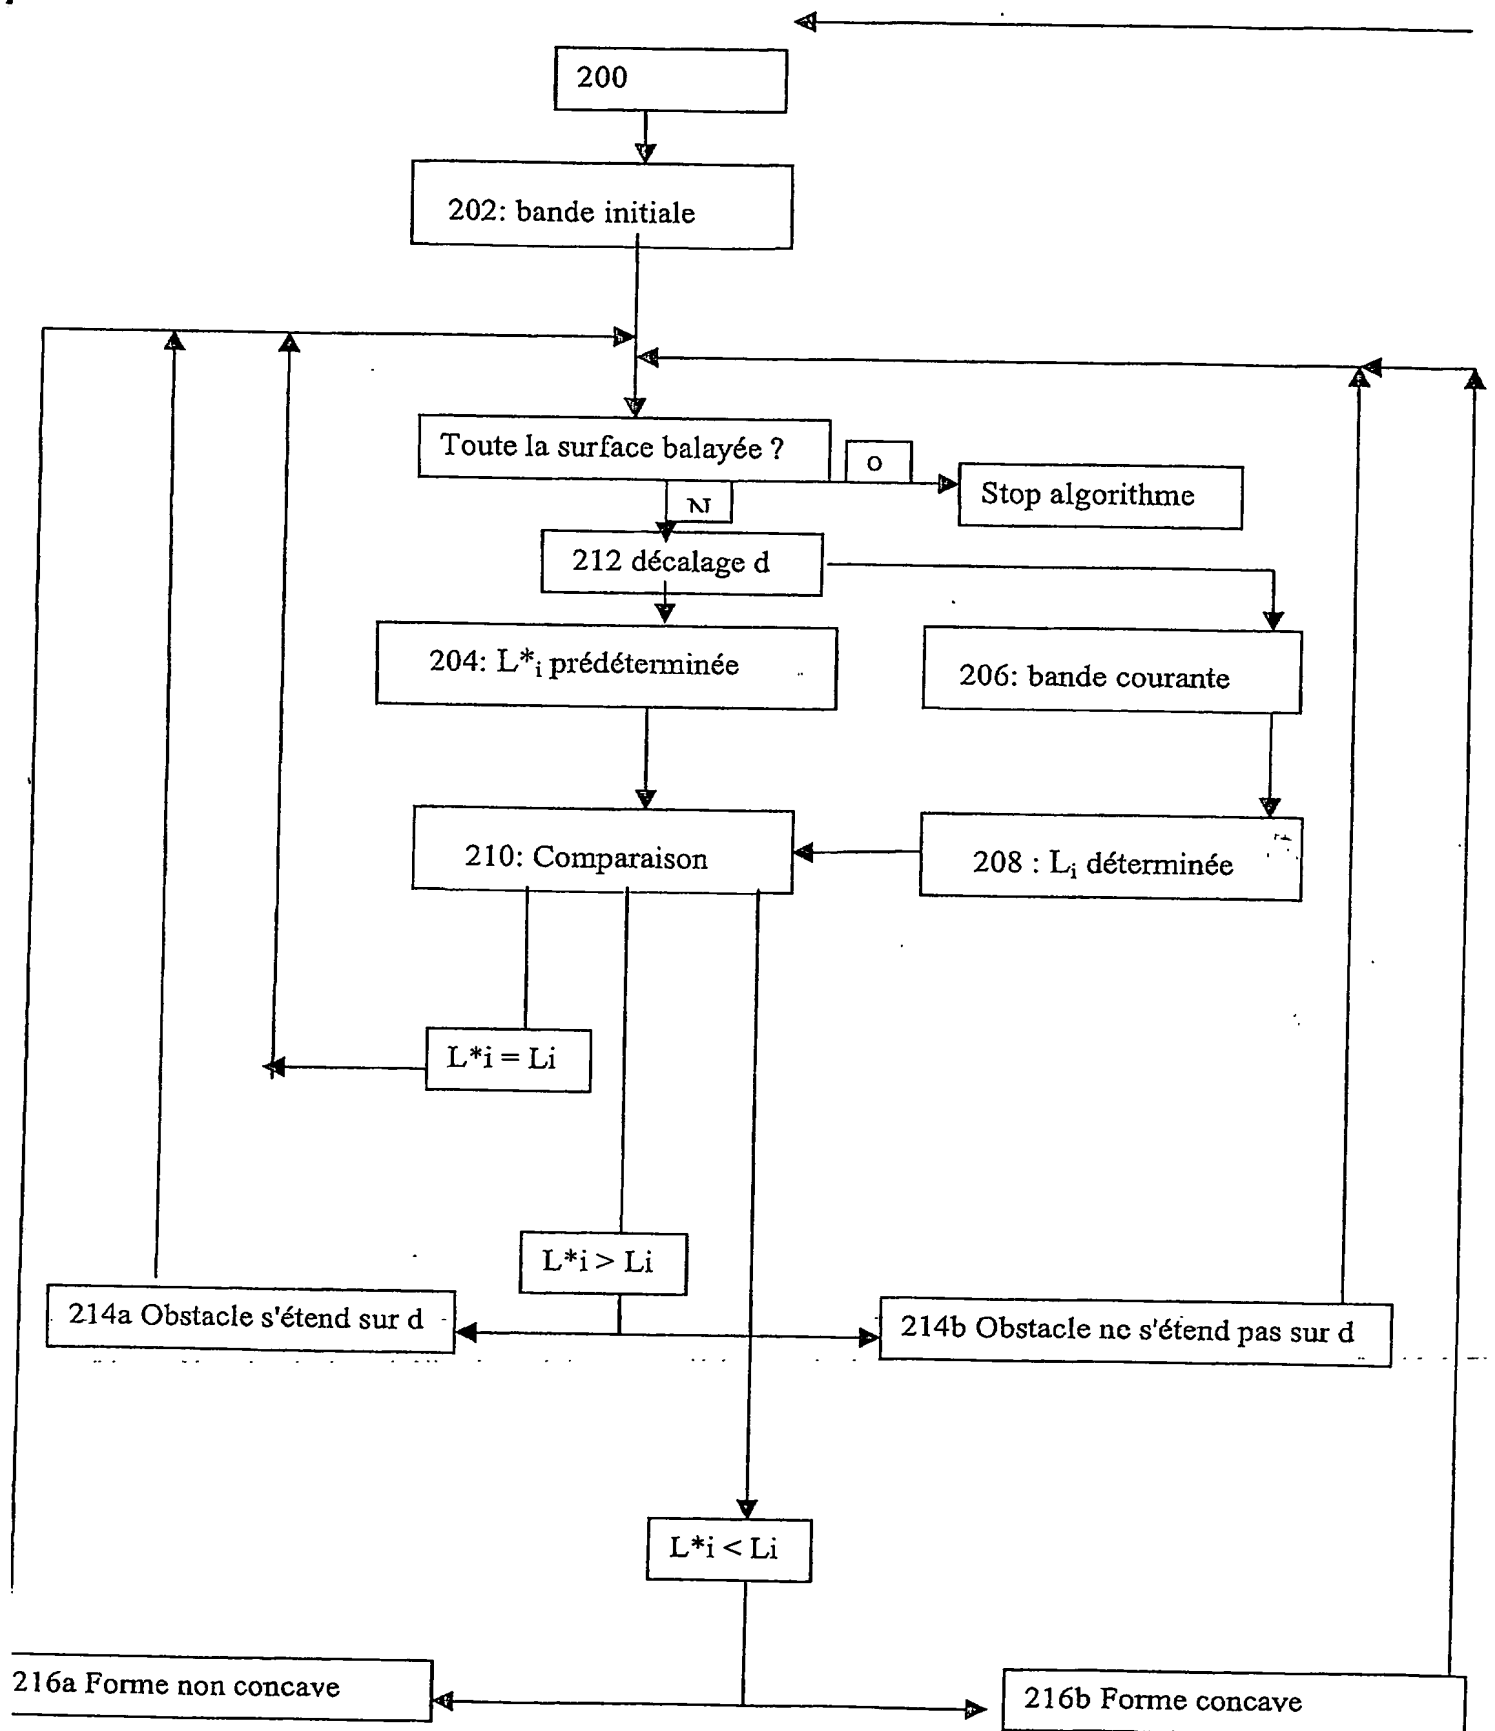 200
202: bande initiale
Toute la surface balayée ?
O
Stop algorithme
N
212 décalage d
204: L*i prédéterminée
206: bande courante
210: Comparaison
208 : Li déterminée
L*i = Li
L*i > Li
214a Obstacle s'étend sur d
214b Obstacle ne s'étend pas sur d
L*i < Li
216a Forme non concave
216b Forme concave